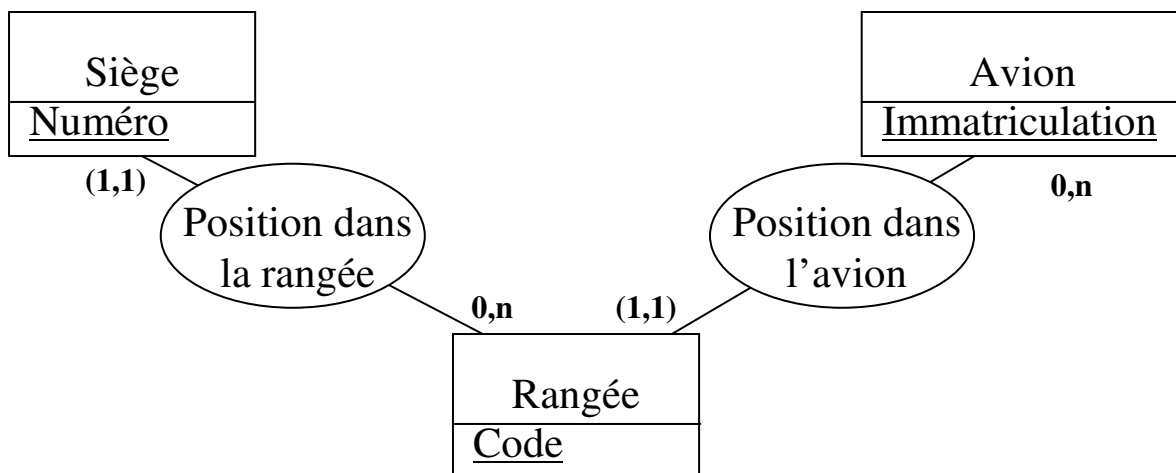 Siège
Numéro
Avion
Immatriculation
(1,1)
0,n
Position dans
la rangée
Position dans
l’avion
0,n
(1,1)
Rangée
Code